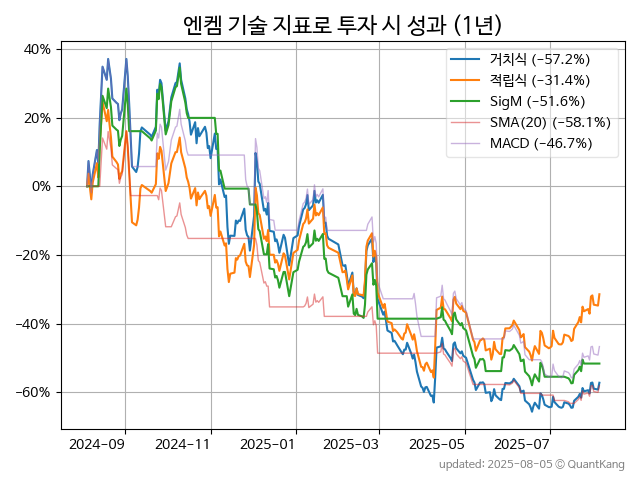 엔켐 기술 지표로 투자 시 성과 (1년)
거치식 (−57.2%)
적립식 (−31.4%)
SigM (−51.6%)
SMA(20) (−58.1%)
MACD (−46.7%)
40%
20%
0%
−20%
−40%
−60%
2024-09 2024-11 2025-01 2025-03 2025-05 2025-07
updated: 2025-08-05 © QuantKang